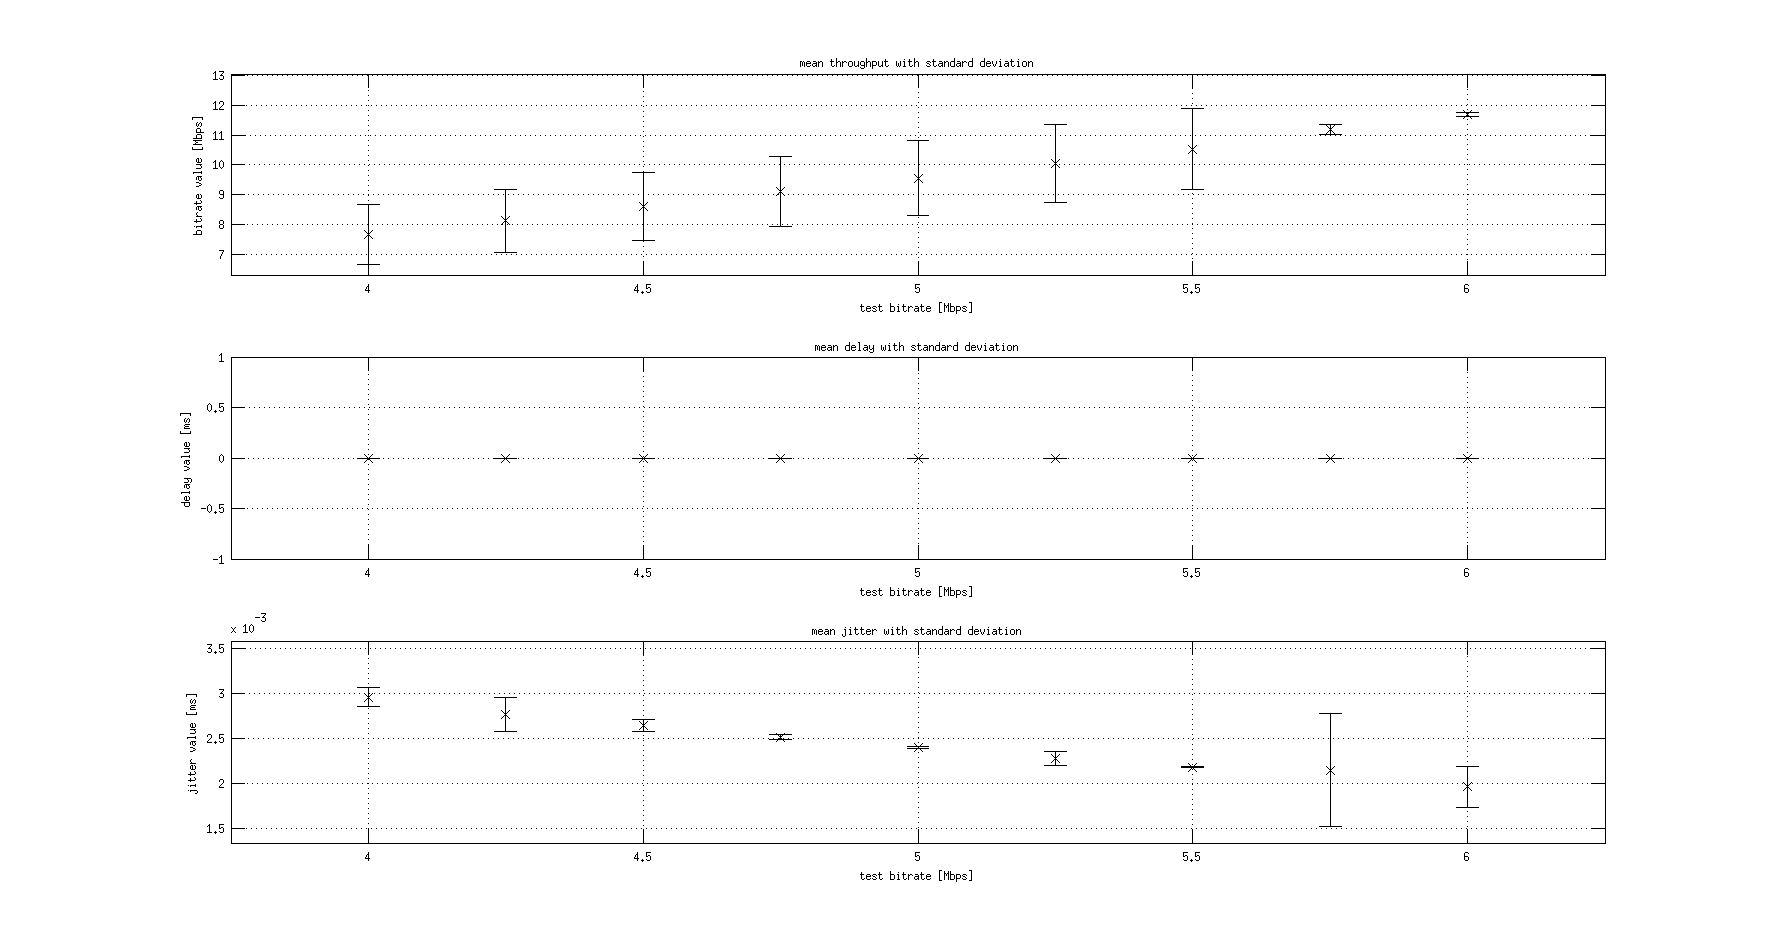 mean throughput with standard deviation
13
12
11
10
9
8
7
bitrate value [Mbps]
4 4.5 5 5.5 6
test bitrate [Mbps]
mean delay with standard deviation
1
0.5
0
-0.5
-1
delay value [ms]
4 4.5 5 5.5 6
test bitrate [Mbps]
x 10-3
mean jitter with standard deviation
3.5
3
2.5
2
1.5
jitter value [ms]
4 4.5 5 5.5 6
test bitrate [Mbps]